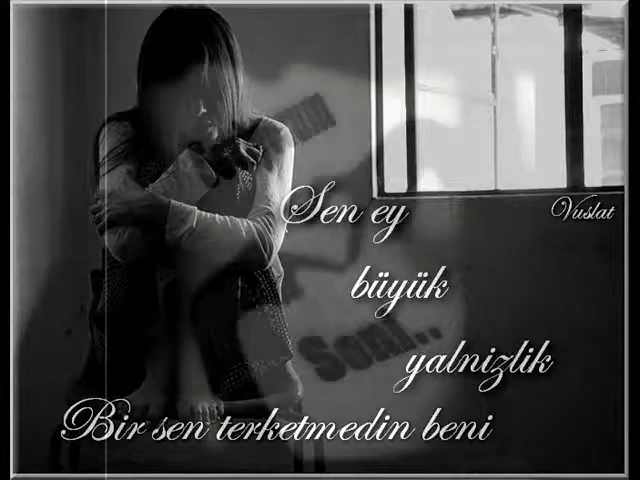 Sen ey
Vuslat
büyük
yalnizlik
Bir sen terketmedin beni